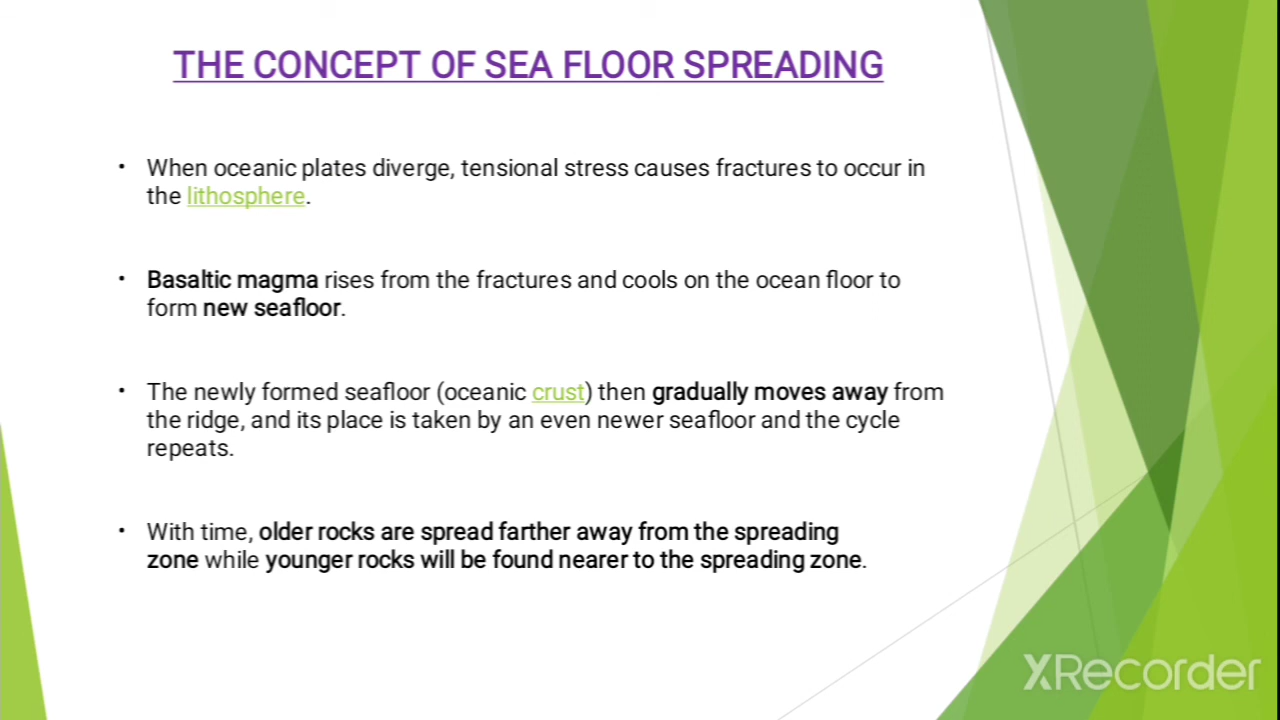 THE CONCEPT OF SEA FLOOR SPREADING
• When oceanic plates diverge, tensional stress causes fractures to occur in
the lithosphere.
• Basaltic magma rises from the fractures and cools on the ocean floor to
form new seafloor.
• The newly formed seafloor (oceanic crust) then gradually moves away from
the ridge, and its place is taken by an even newer seafloor and the cycle
repeats.
• With time, older rocks are spread farther away from the spreading
zone while younger rocks will be found nearer to the spreading zone.
XRecorder